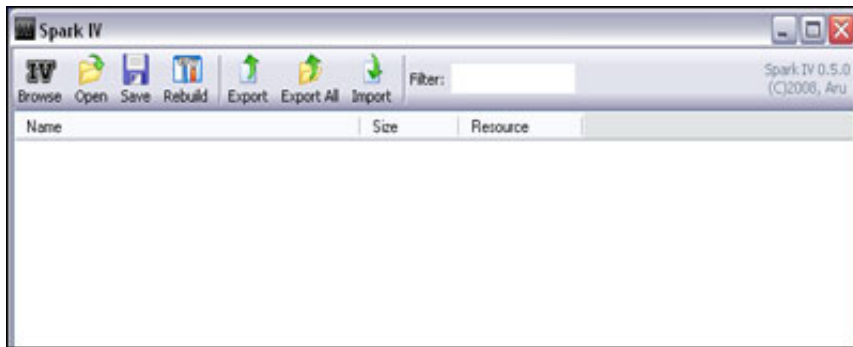 Spark IV
IV
Browse Open Save Rebuild Export Export All Import Filter:
Spark IV 0.5.0
(C)2008, Aru
Name Size Resource